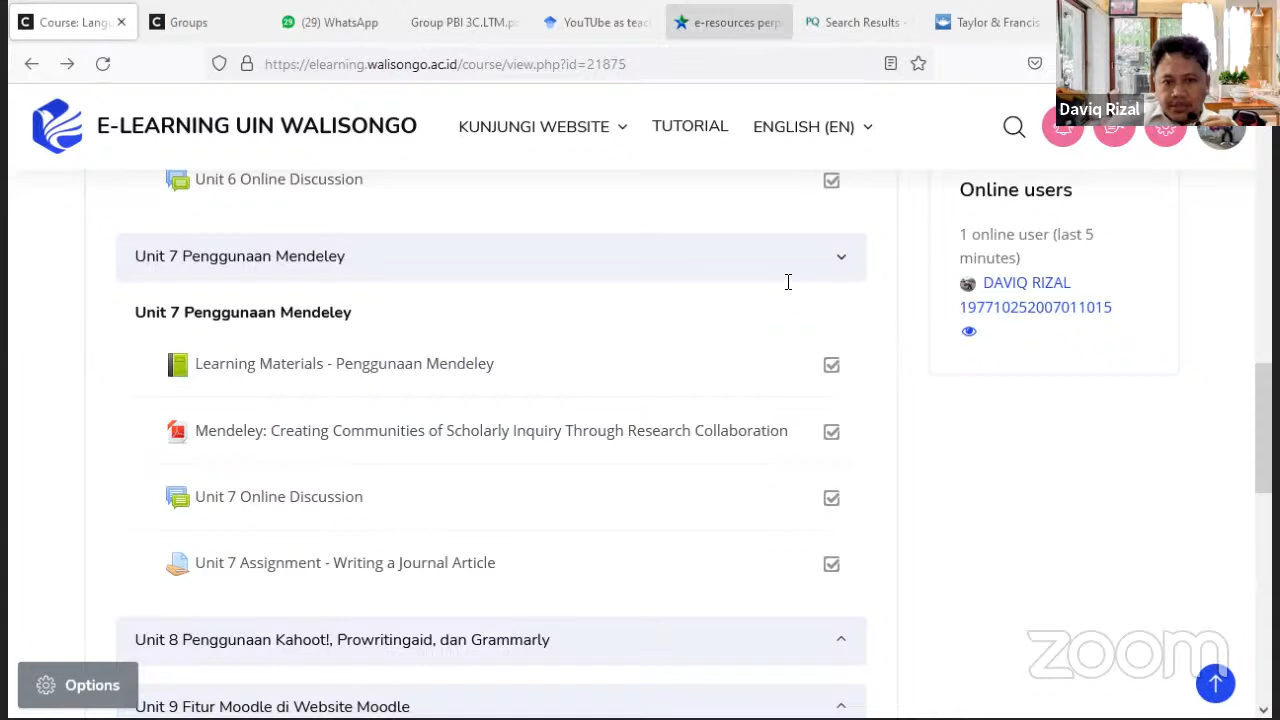 Course: Langu
Groups
(29) WhatsApp
Group PBI 3C.LTM.p
YouTUbe as teac
e-resources perp
Search Results -
Taylor & Francis
https://elearning.walisongo.ac.id/course/view.php?id=21875
Daviq Rizal
E-LEARNING UIN WALISONGO
KUNJUNGI WEBSITE
TUTORIAL
ENGLISH (EN)
Unit 6 Online Discussion
Unit 7 Penggunaan Mendeley
Unit 7 Penggunaan Mendeley
Learning Materials - Penggunaan Mendeley
Mendeley: Creating Communities of Scholarly Inquiry Through Research Collaboration
Unit 7 Online Discussion
Unit 7 Assignment - Writing a Journal Article
Unit 8 Penggunaan Kahoot!, Prowritingaid, dan Grammarly
Unit 9 Fitur Moodle di Website Moodle
Online users
1 online user (last 5
minutes)
DAVIQ RIZAL
197710252007011015
Options
zoom